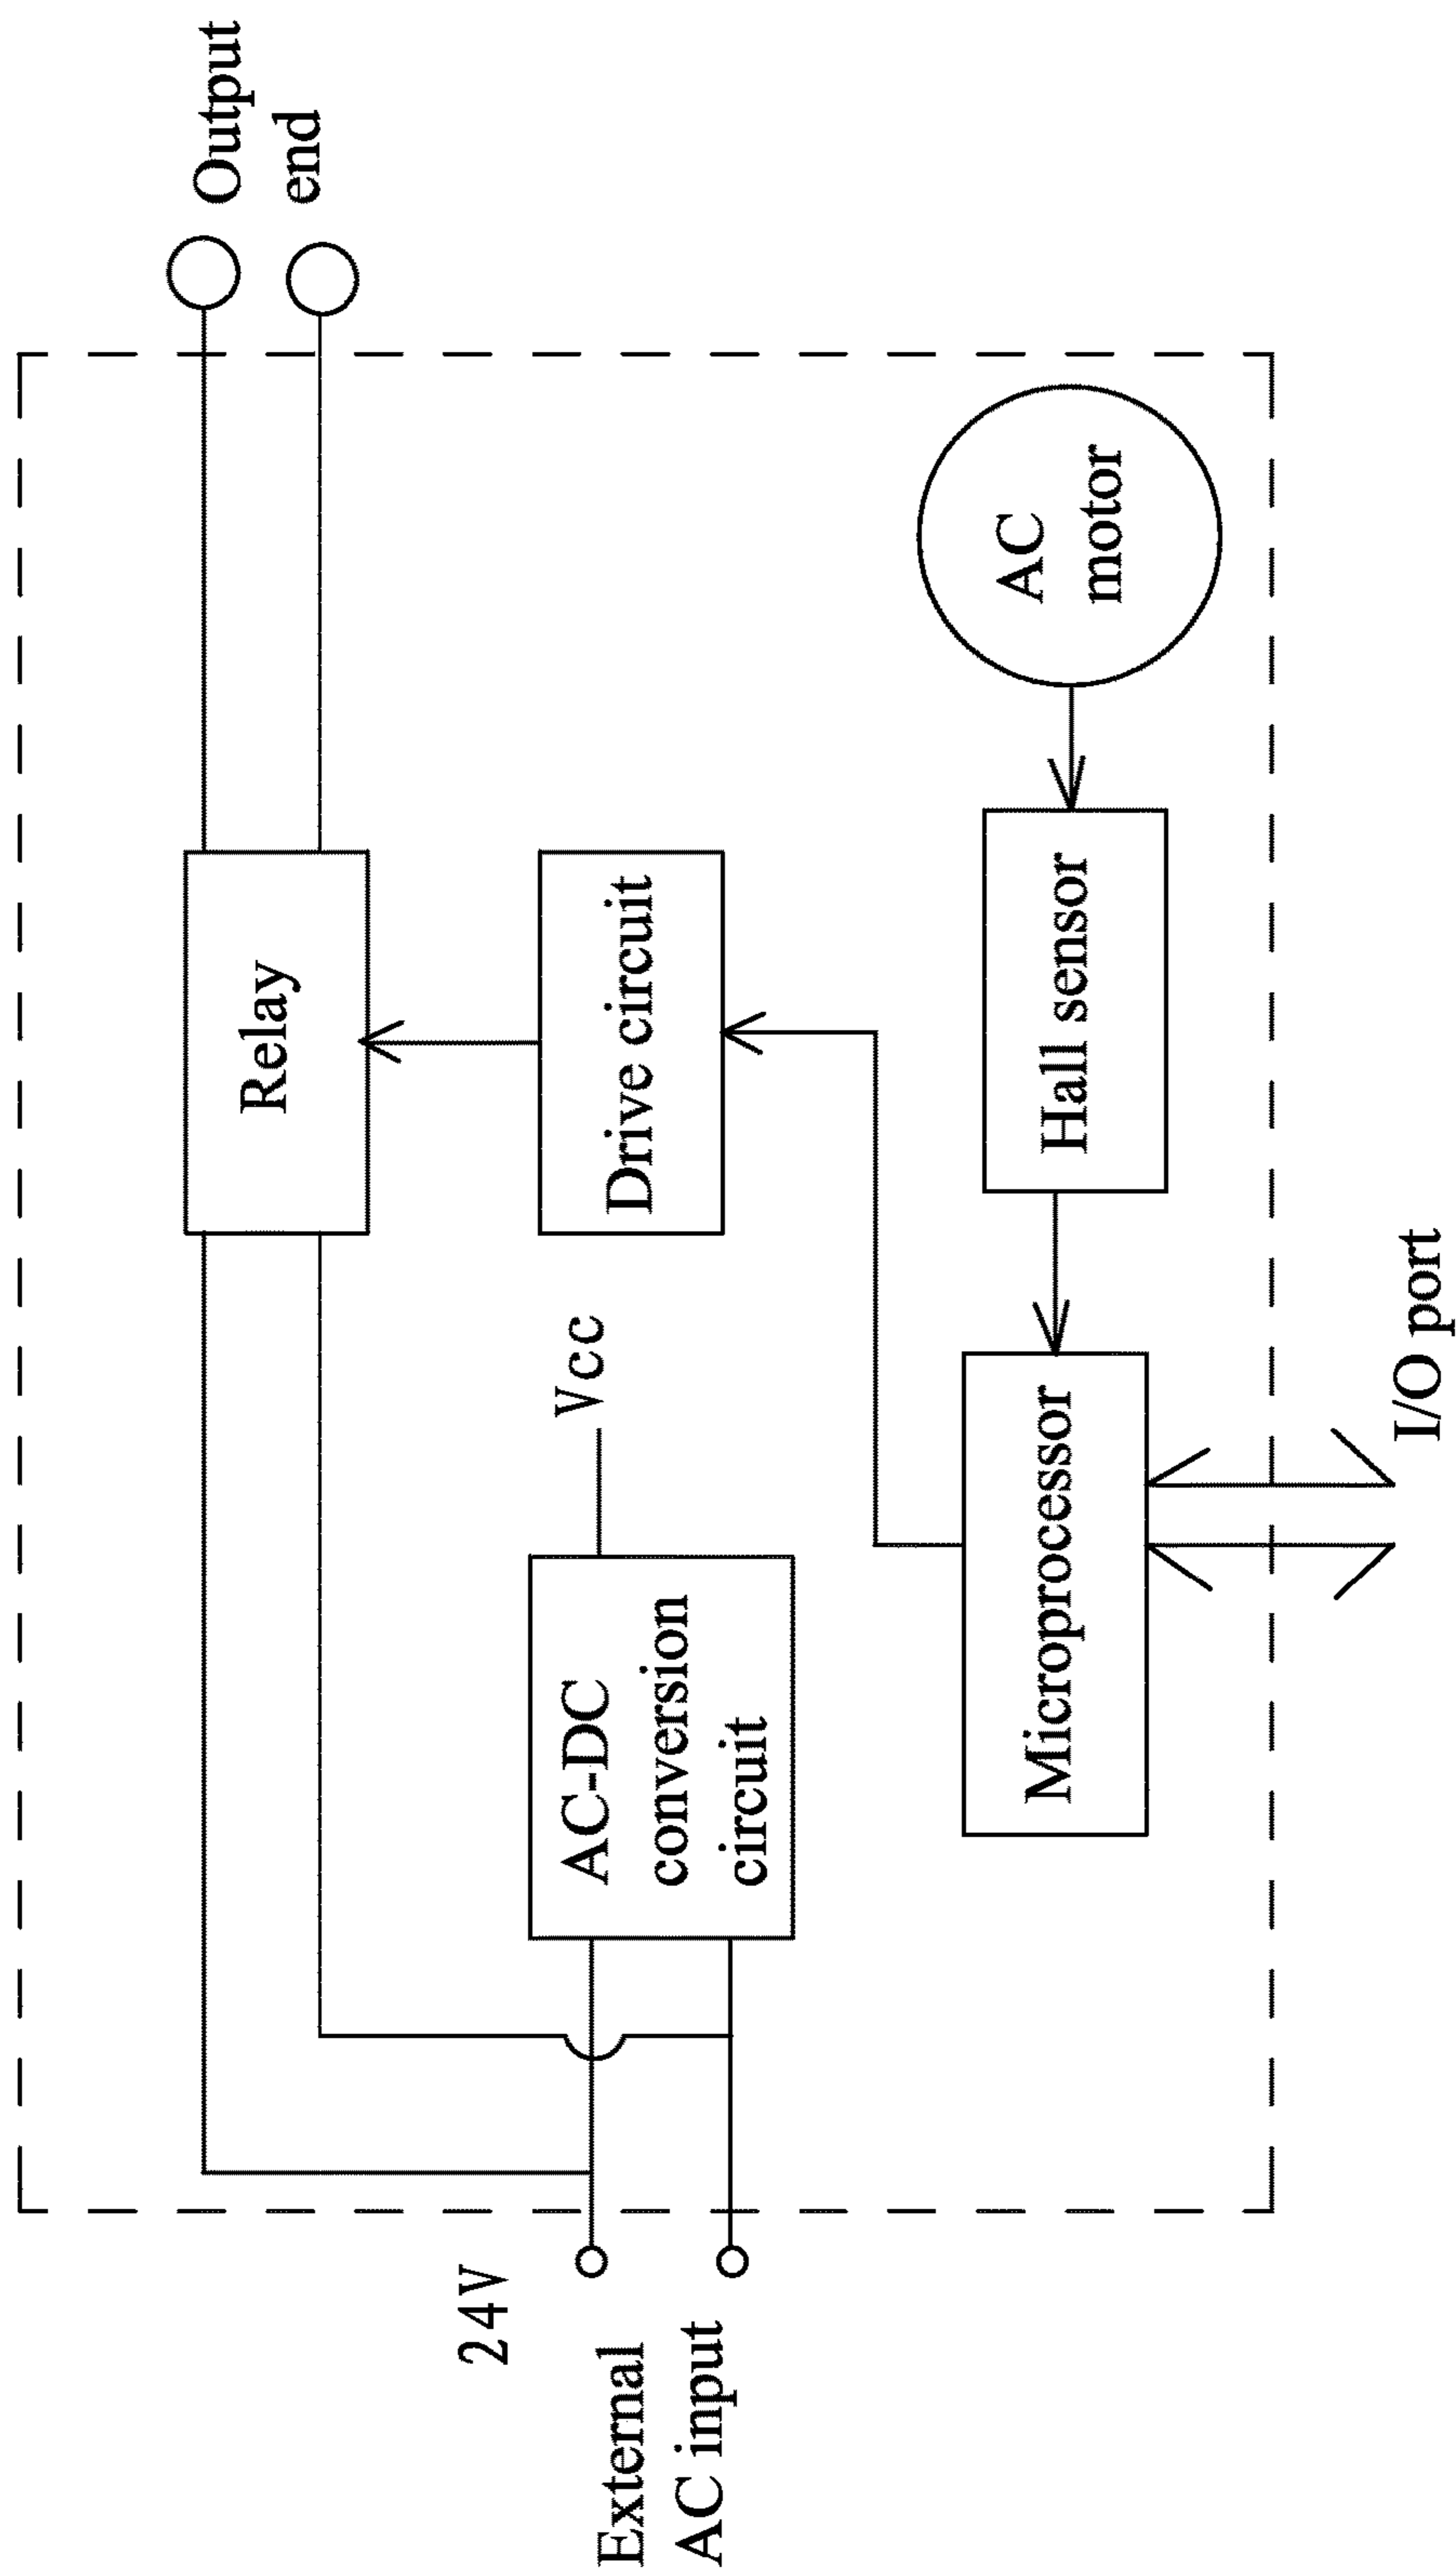 Output
end
Relay
24V
External
AC input
AC-DC
conversion
circuit
Vcc
Drive circuit
Microprocessor
Hall sensor
AC
motor
I/O port